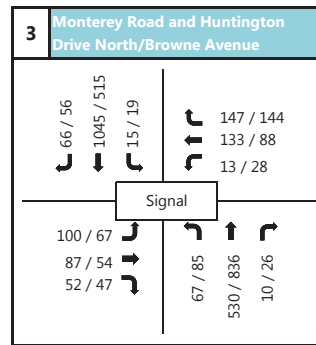 3
Monterey Road and Huntington
Drive North/Browne Avenue
66 / 56
1045 / 515
15 / 19
147 / 144
133 / 88
13 / 28
Signal
100 / 67
87 / 54
52 / 47
67 / 85
530 / 836
10 / 26